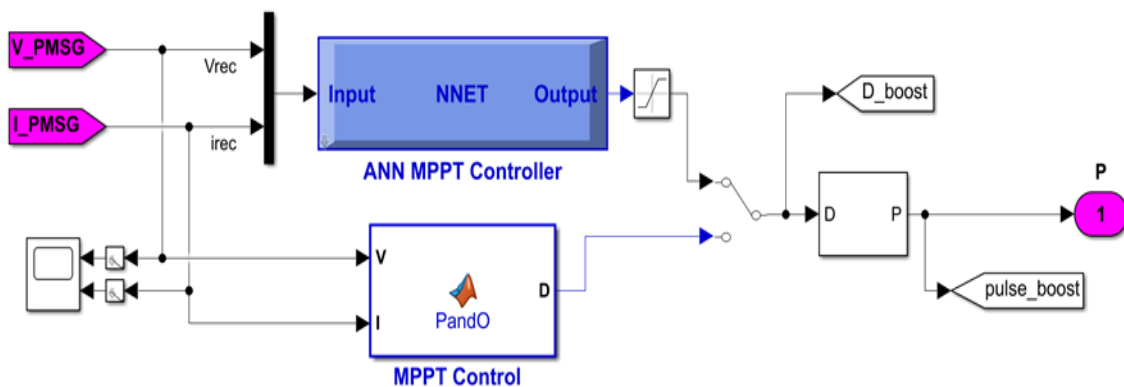 V_PMSG
Vrec
I_PMSG
irec
Input NNET Output
ANN MPPT Controller
D_boost
D P
P
1
pulse_boost
V
I
D
PandO
MPPT Control